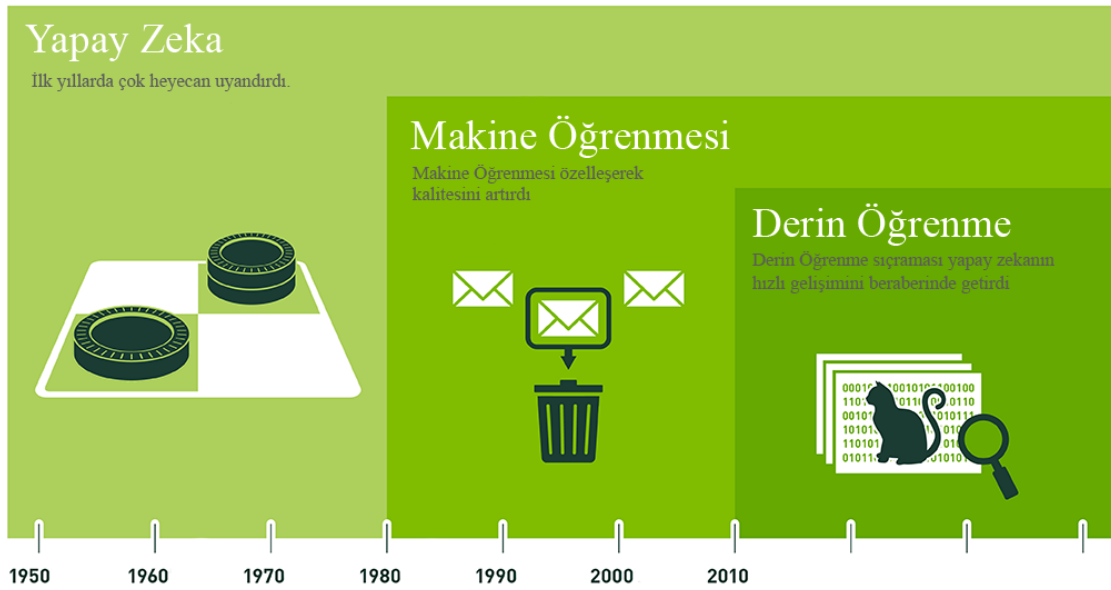 Yapay Zeka
İlk yıllarda çok heyecan uyandırdı.
Makine Öğrenmesi
Makine Öğrenmesi özelleşerek
kalitesini artırdı
Derin Öğrenme
Derin Öğrenme sıçraması yapay zekanın
hızlı gelişimini beraberinde getirdi
1950 1960 1970 1980 1990 2000 2010